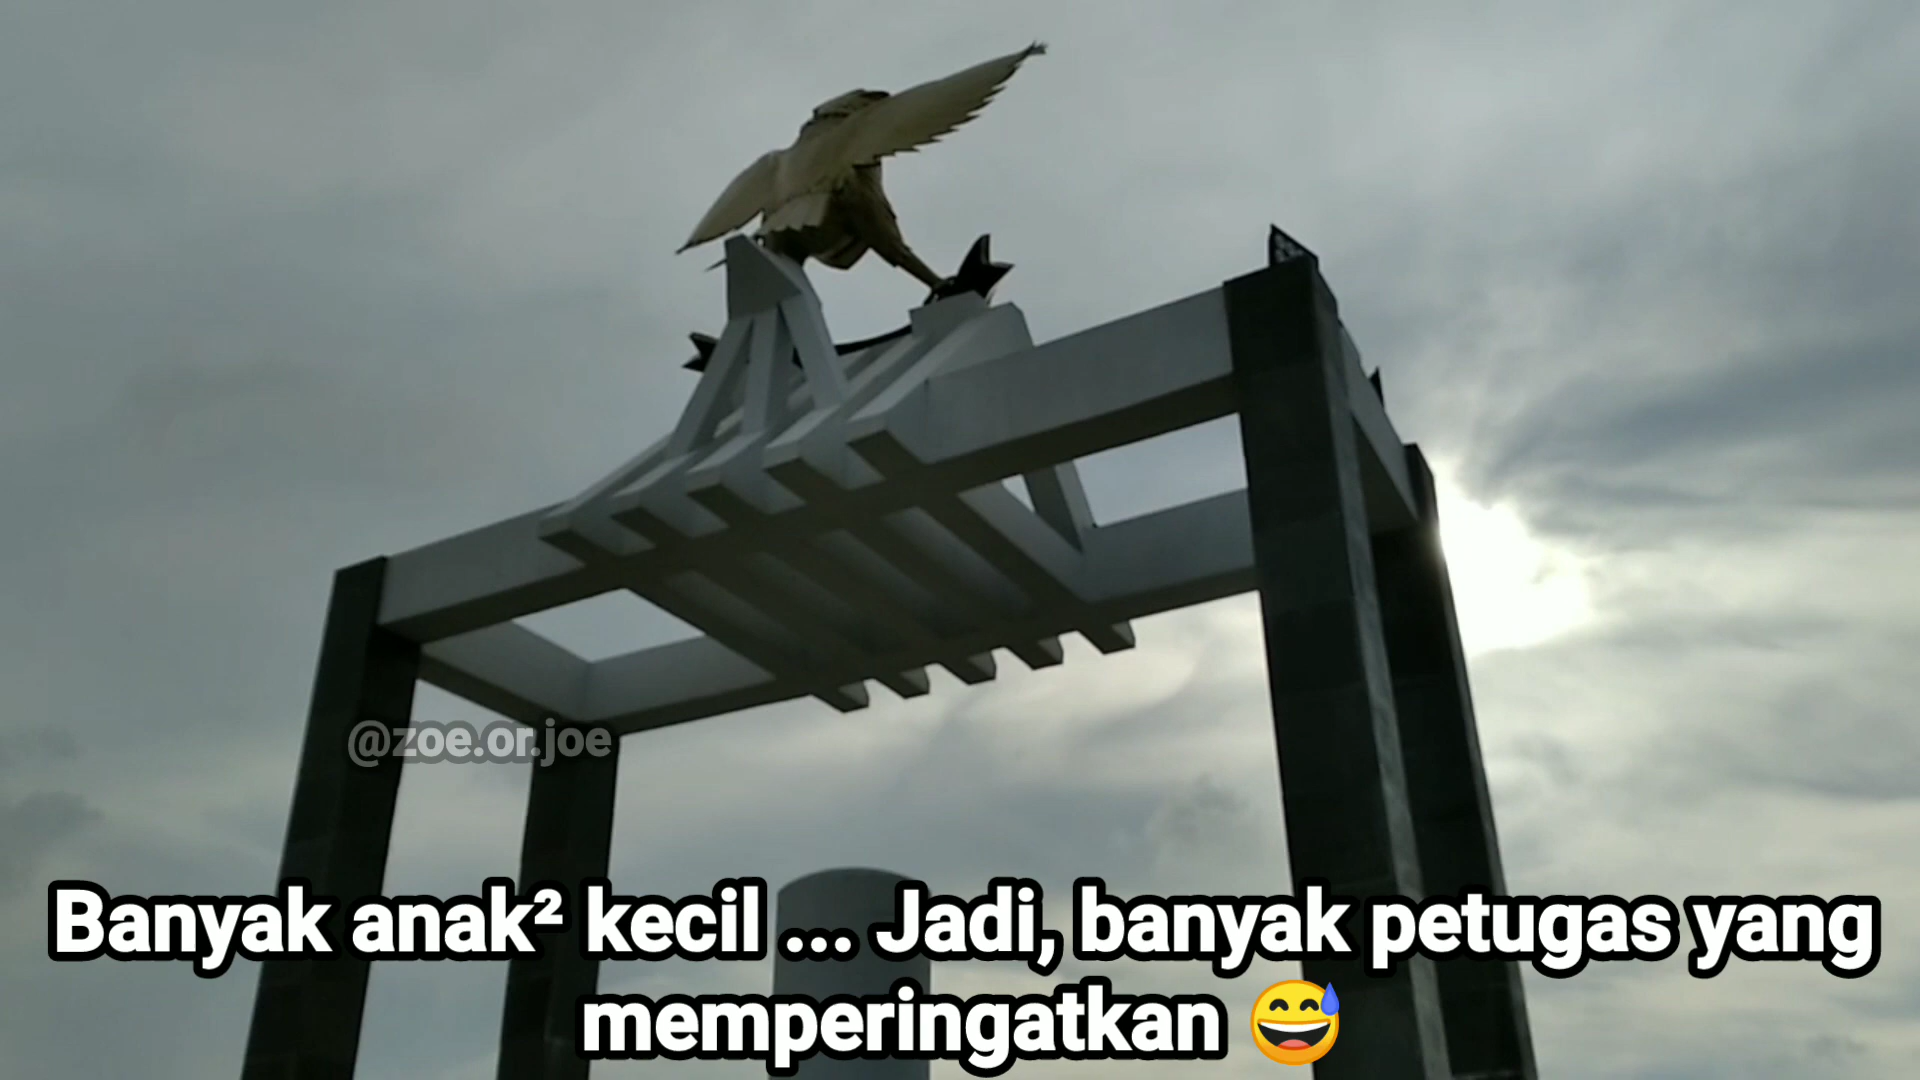 @zoe.or.joe
Banyak anak² kecil ... Jadi, banyak petugas yang
memperingatkan 😅